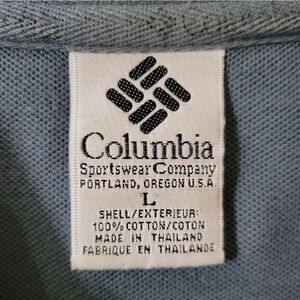 Columbia
Sportswear Company
PORTLAND, OREGON U.S.A.
L
SHELL/EXTERIEUR:
100% COTTON/COTON
MADE IN THAILAND
FABRIQUE EN THAILANDE